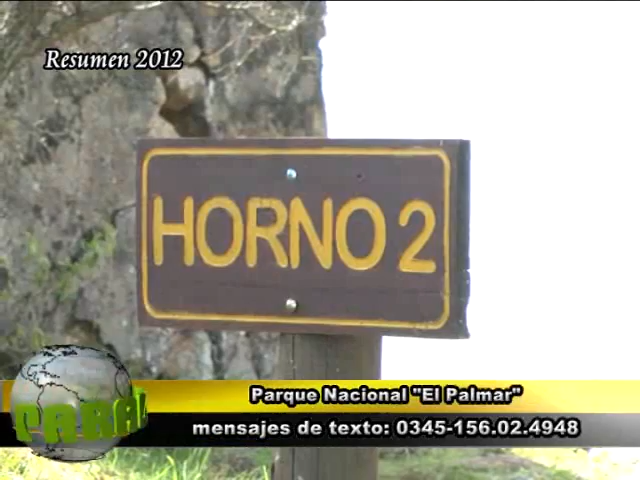 Resumen 2012
HORNO 2
Parque Nacional "El Palmar"
mensajes de texto: 0345-156.02.4948